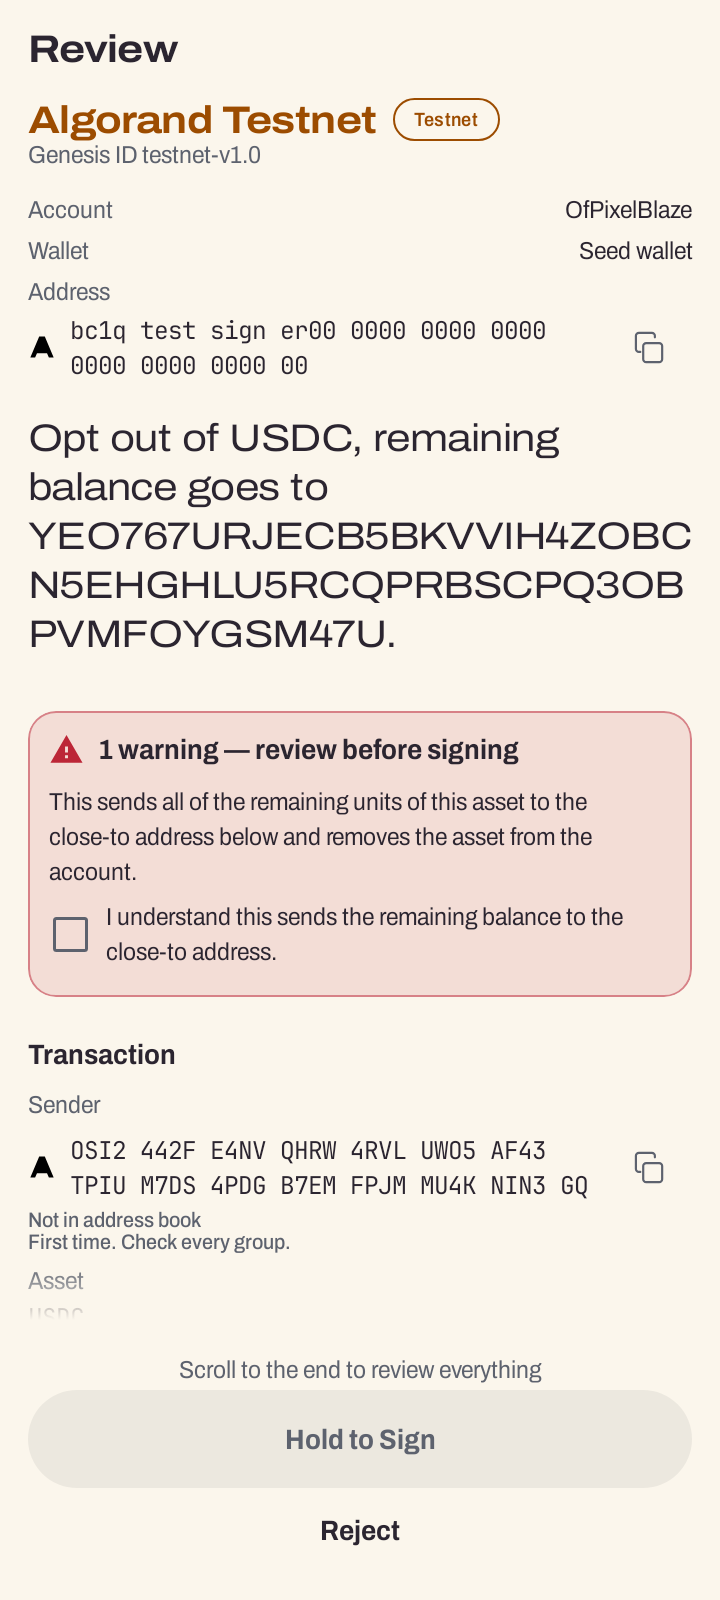 Review
Algorand Testnet Testnet
Genesis ID testnet-v1.0
Account OfPixelBlaze
Wallet Seed wallet
Address
bc1q test sign er00 0000 0000 0000
0000 0000 0000 00
Opt out of USDC, remaining
balance goes to
YEO767URJECB5BKVVIH4ZOBC
N5EHGHLU5RCQPRBSCPQ3OB
PVMFOYGSM47U.
1 warning — review before signing
This sends all of the remaining units of this asset to the
close-to address below and removes the asset from the
account.
I understand this sends the remaining balance to the
close-to address.
Transaction
Sender
OSI2 442F E4NV QHRW 4RVL UWO5 AF43
TPIU M7DS 4PDG B7EM FPJM MU4K NIN3 GQ
Not in address book
First time. Check every group.
Asset
USDC
Scroll to the end to review everything
Hold to Sign
Reject